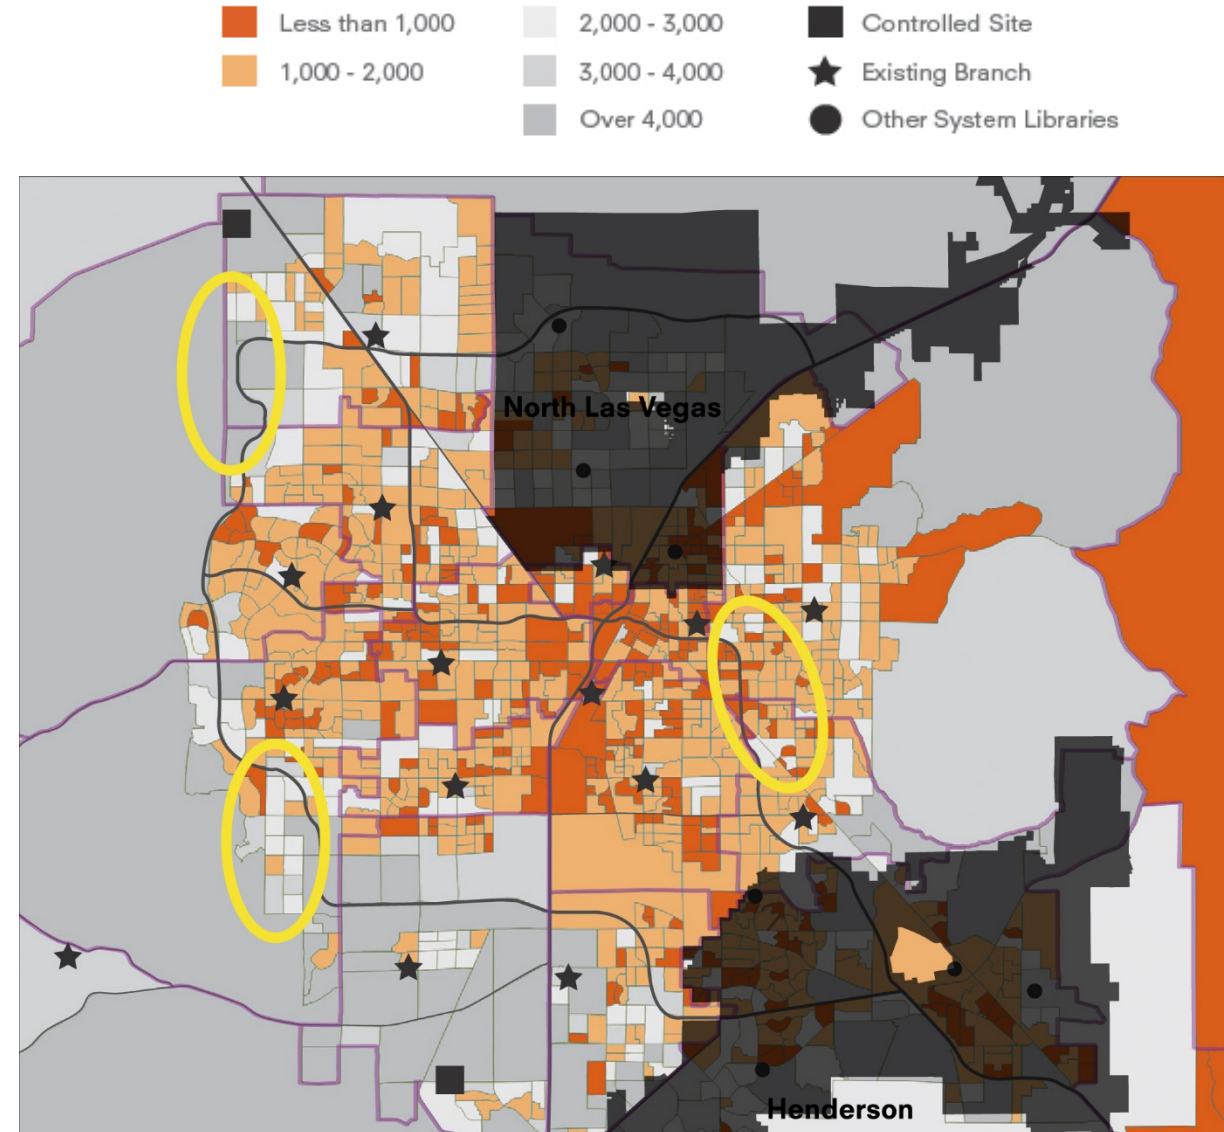 Less than 1,000
1,000 - 2,000
2,000 - 3,000
3,000 - 4,000
Over 4,000
Controlled Site
Existing Branch
Other System Libraries
North Las Vegas
Henderson